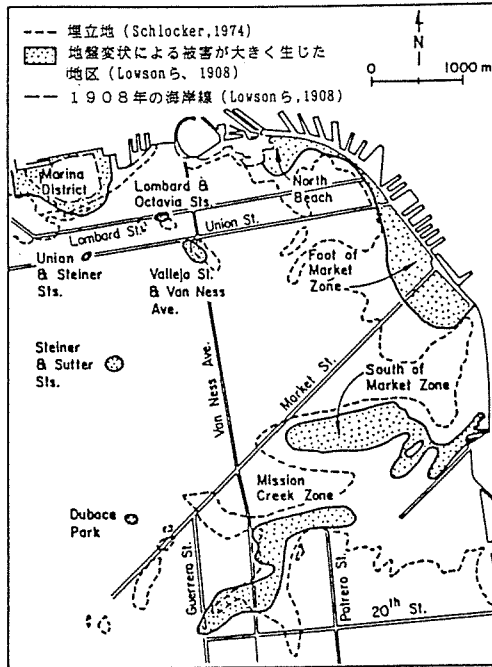 埋立地 (Schlocker,1974)
地盤変状による被害が大きく生じた
地区 (Lowsonら、1908)
1908年の海岸線 (Lowsonら,1908)
N
0 1000 m
Marina
District
Lombard &
Octavia Sts.
North
Beach
Lombard St.
Union St.
Union
& Steiner
Sts.
Valleja St.
& Van Ness
Ave.
Foot of
Market
Zone
Steiner
& Sutter
Sts.
Van Ness Ave.
Market St.
South of
Market Zone
Mission
Creek Zone
Dubace
Park
Guerrero St.
Potrero St.
20th St.